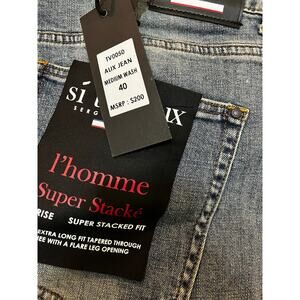 TV0050
AUX JEAN
MEDIUM WASH
40
MSRP : $200
l'homme
Super Stacké
RISE SUPER STACKED FIT
EXTRA LONG FIT TAPERED THROUGH
WITH A FLARE LEG OPENING